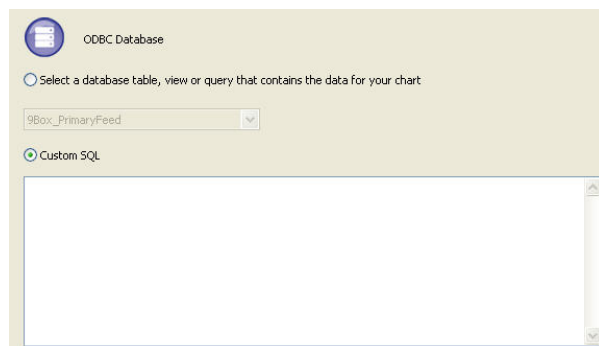 ODBC Database
Select a database table, view or query that contains the data for your chart
9Box_PrimaryFeed
Custom SQL